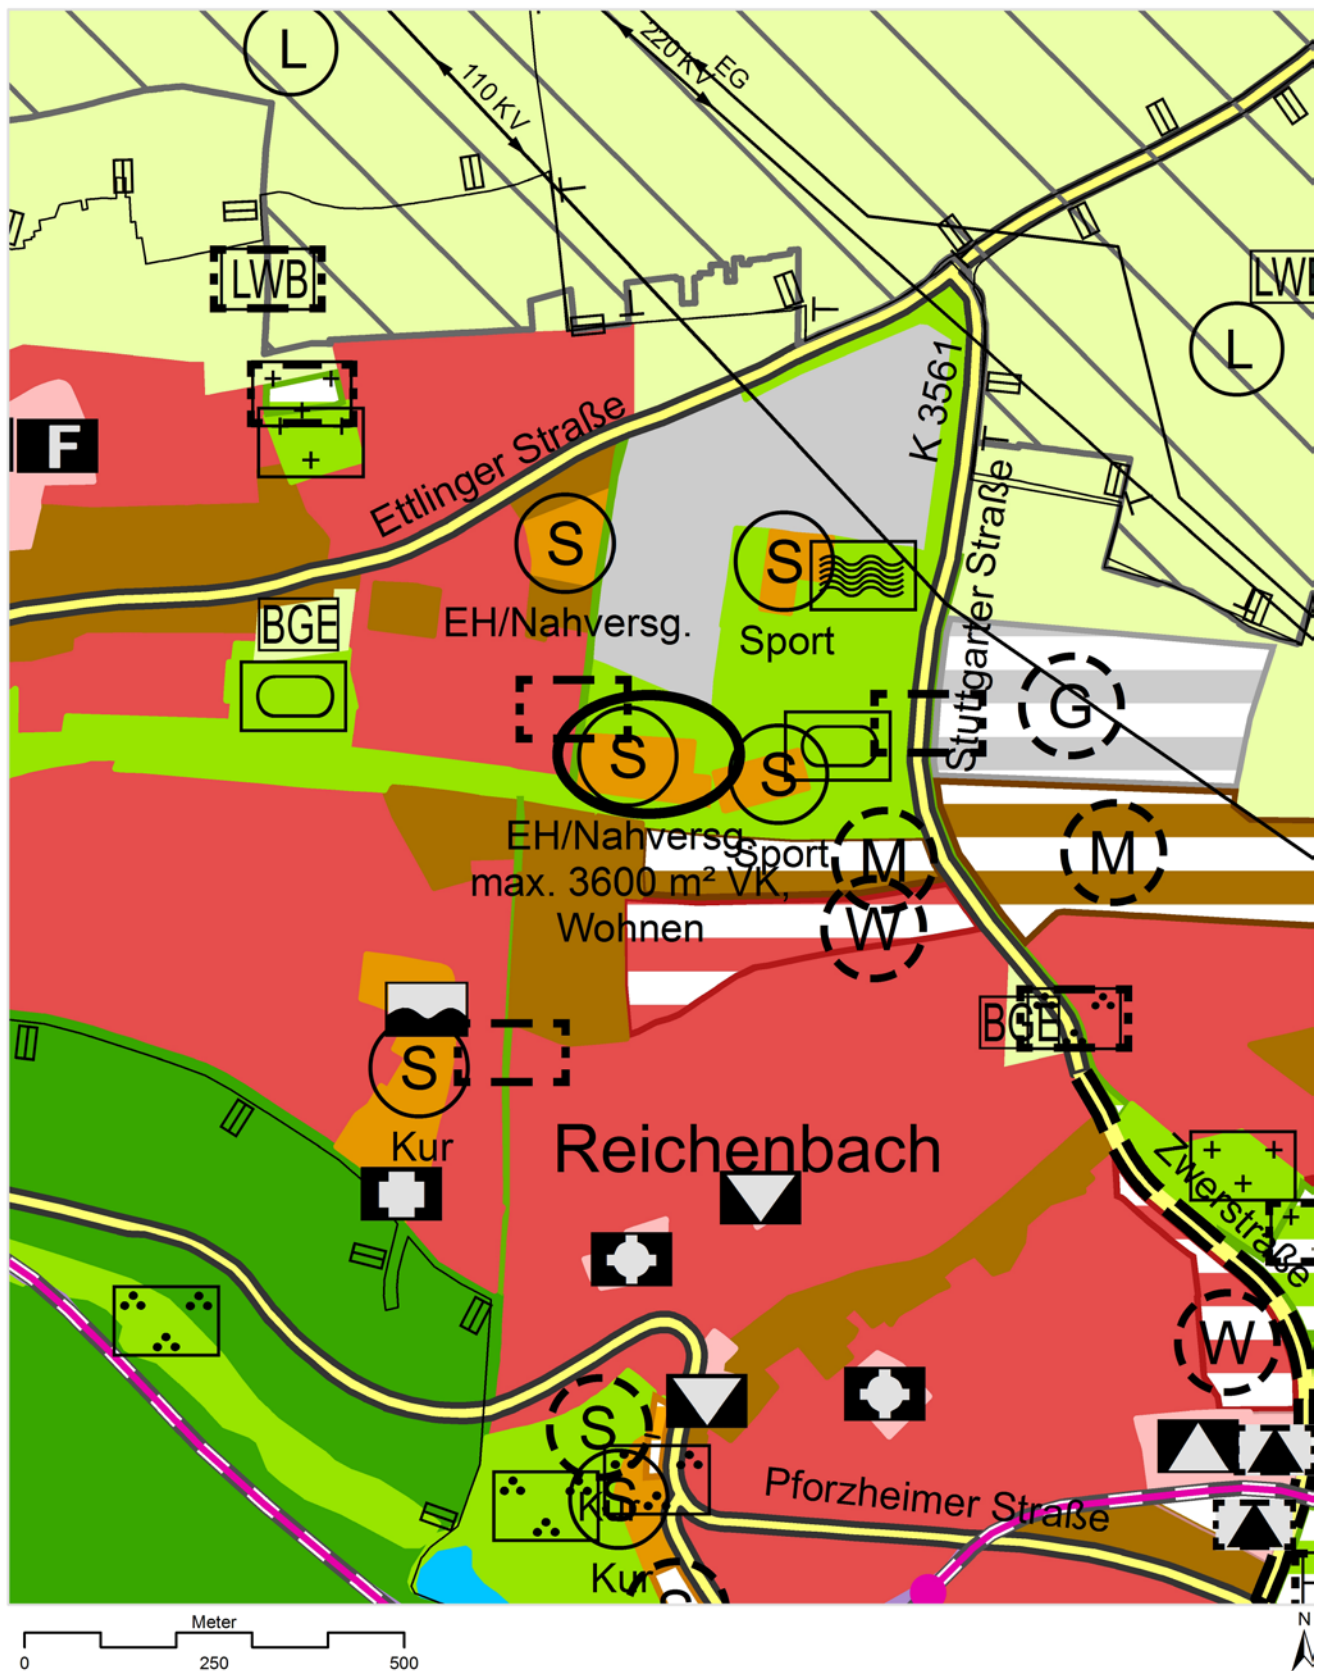 L
110 KV
220 KV
EG
LWB
LWB
L
K 3561
F
Ettlinger Straße
Stuttgarter Straße
S
S
BGE
EH/Nahversg.
Sport
G
S
S
EH/Nahversg.
Sport
M
M
max. 3600 m² VK,
W
Wohnen
BGE
S
Kur
Reichenbach
Zwerstraße
W
S
S
Kur
Pforzheimer Straße
Kur
Meter
0
250
500
N